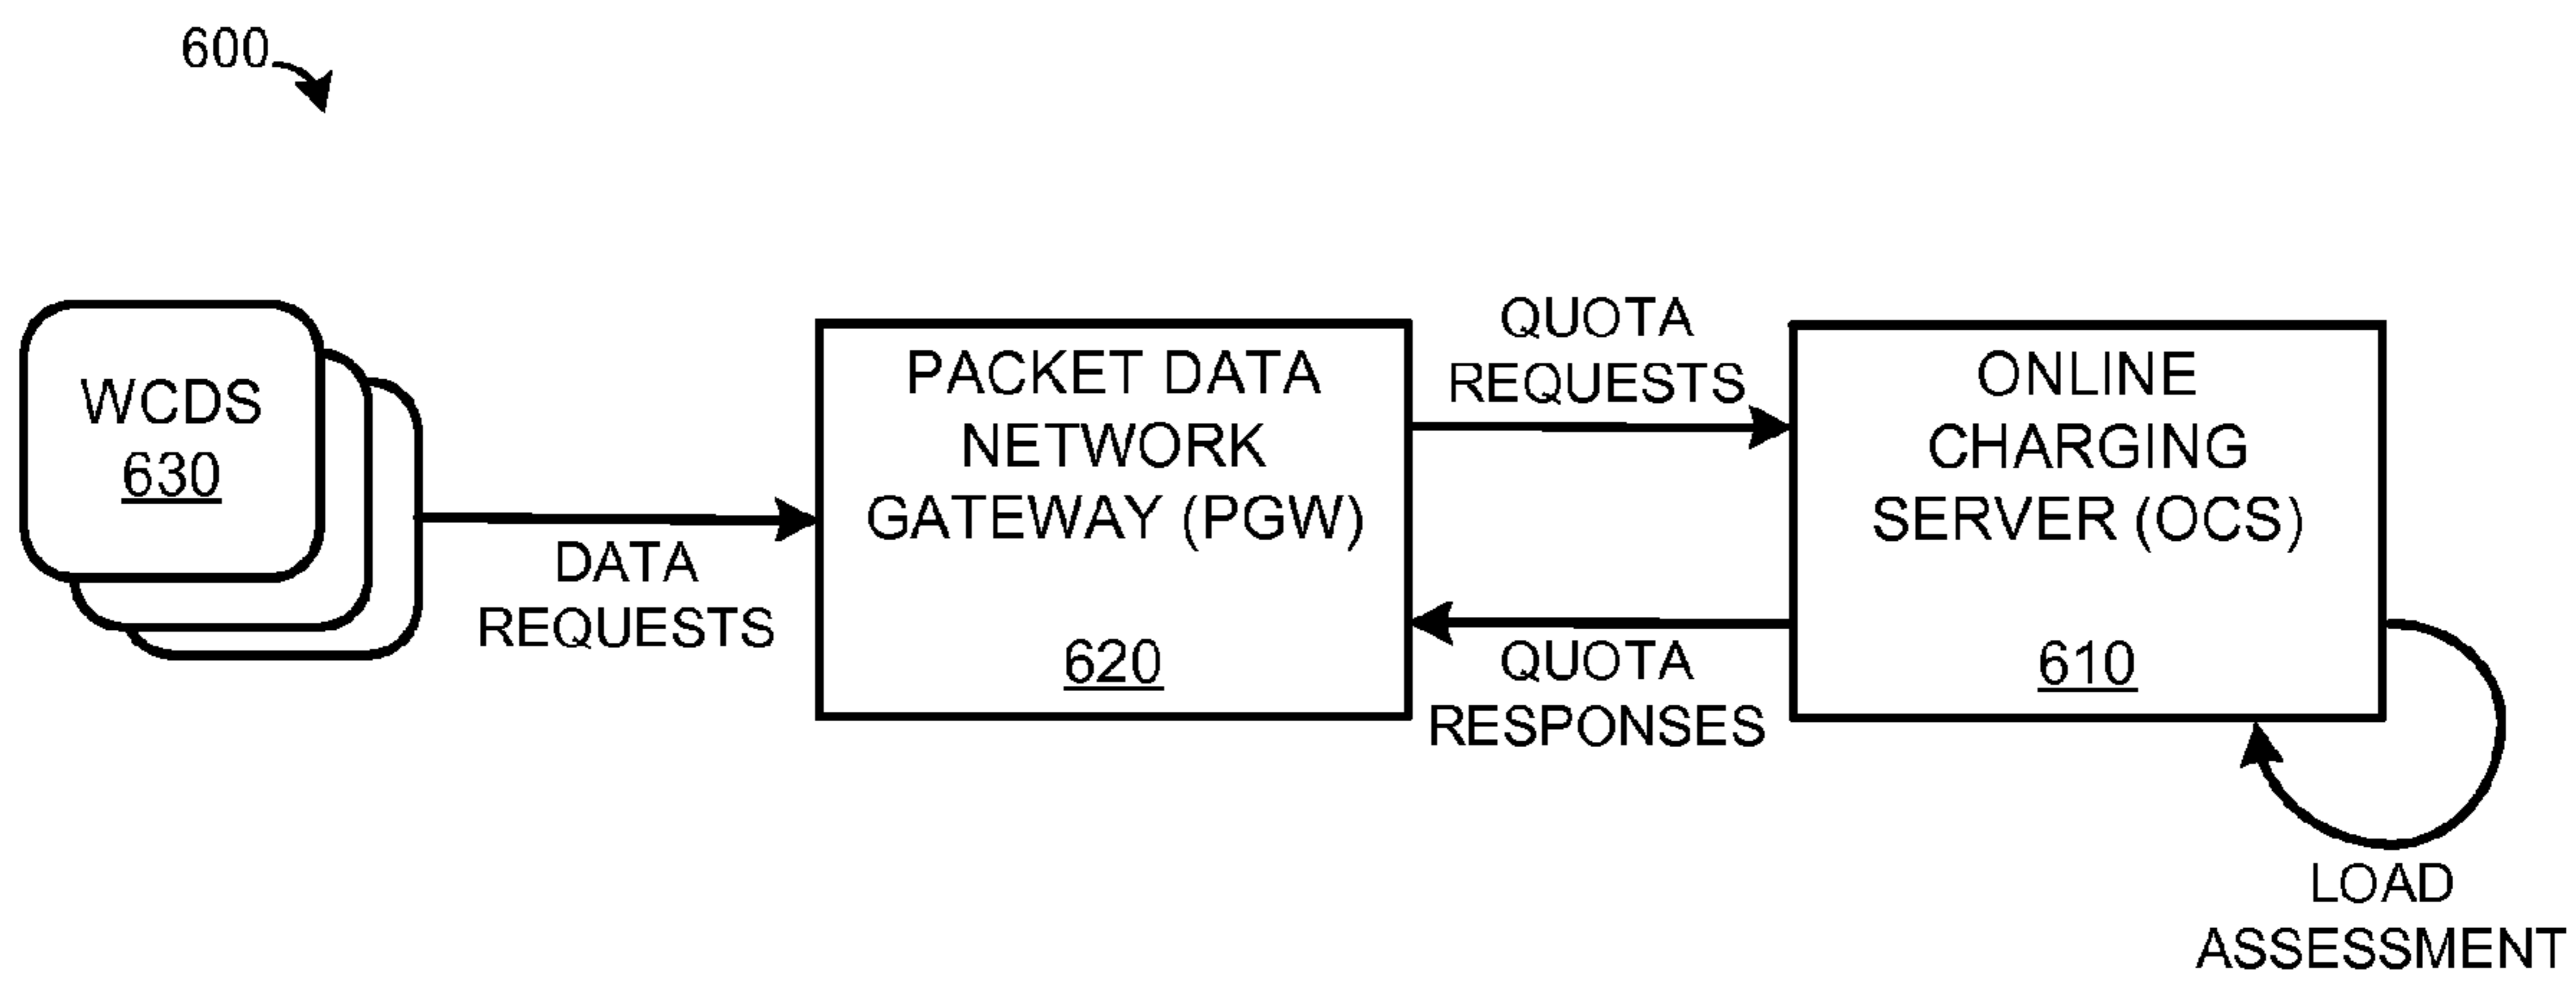 600
WCDS
630
DATA
REQUESTS
PACKET DATA
NETWORK
GATEWAY (PGW)
620
QUOTA
REQUESTS
QUOTA
RESPONSES
ONLINE
CHARGING
SERVER (OCS)
610
LOAD
ASSESSMENT